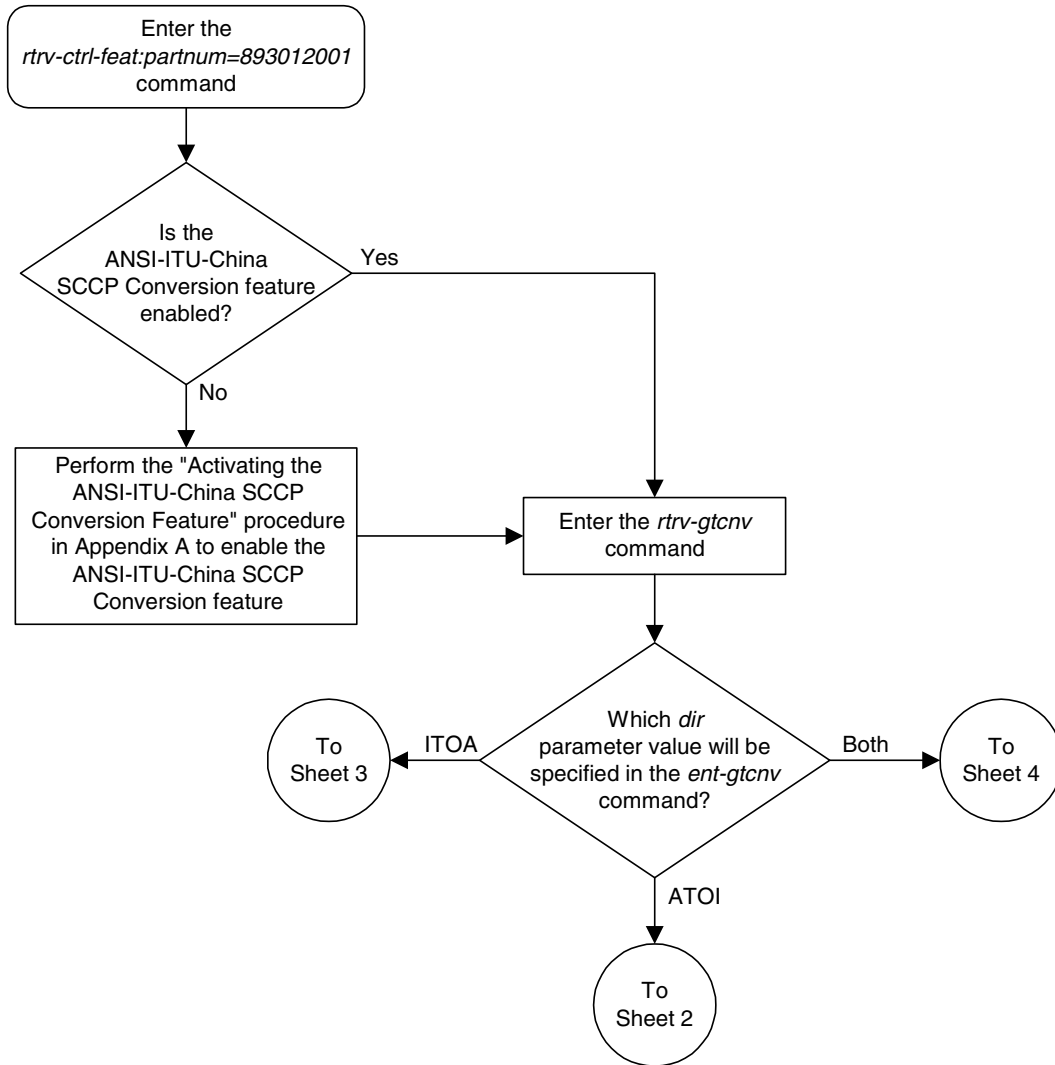 Enter the
rtrv-ctrl-feat:partnum=893012001
command
Is the
ANSI-ITU-China
SCCP Conversion feature
enabled?
Yes
No
Perform the "Activating the
ANSI-ITU-China SCCP
Conversion Feature" procedure
in Appendix A to enable the
ANSI-ITU-China SCCP
Conversion feature
Enter the rtrv-gtcnv
command
Which dir
parameter value will be
specified in the ent-gtcnv
command?
ITOA
To
Sheet 3
Both
To
Sheet 4
ATOI
To
Sheet 2